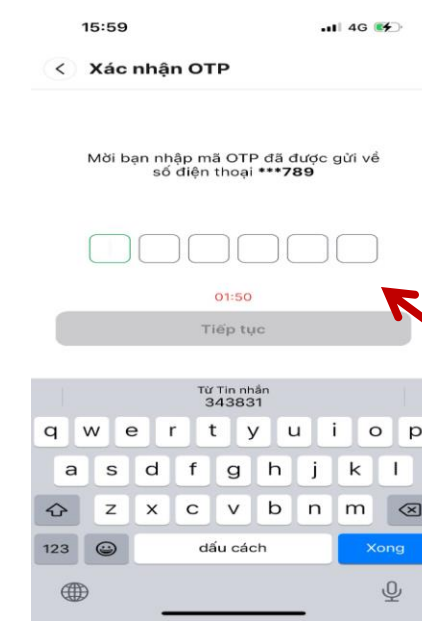 15:59 4G
Xác nhận OTP
Mời bạn nhập mã OTP đã được gửi về
số điện thoại ***789
01:50
Tiếp tục
Từ Tin nhắn
343831
q w e r t y u i o p
a s d f g h j k l
z x c v b n m
123 dấu cách Xong